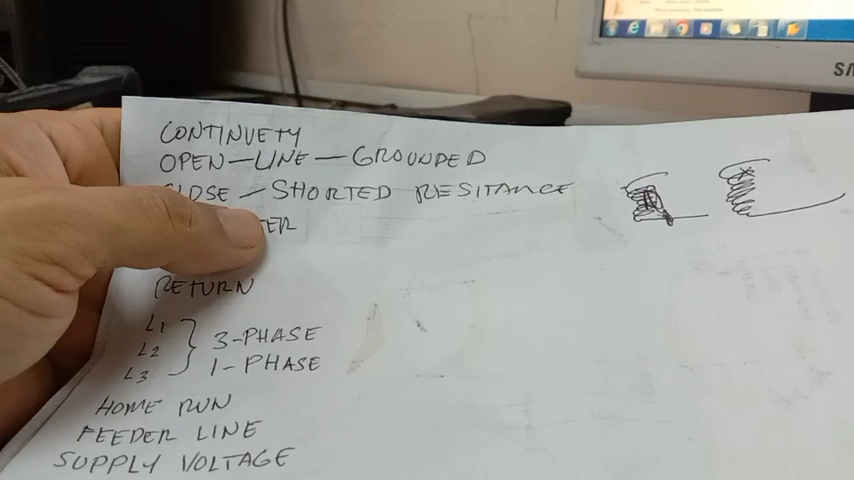 CONTINUETY
OPEN-LINE-GROUNDED
CLOSE - SHORTED RESITANCE
RETURN
L1
L2
L3
3-PHASE
1-PHASE
HOME RUN
FEEDER LINE
SUPPLY VOLTAGE